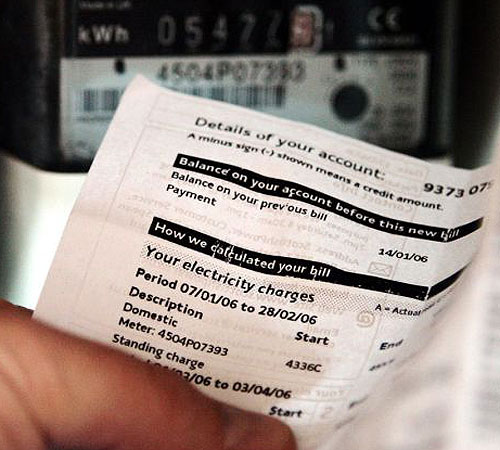 kWh
4504P07393
Details of your account:
A minus sign (-) shown means a credit amount.
9373 07
Balance on your account before this new bill
Balance on your previous bill
Payment
14/01/06
How we calculated your bill
Your electricity charges
A = Actual
Period 07/01/06 to 28/02/06
Description
Start
End
Domestic
Meter: 4504P07393
4336C
Standing charge
/03/06 to 03/04/06
Start